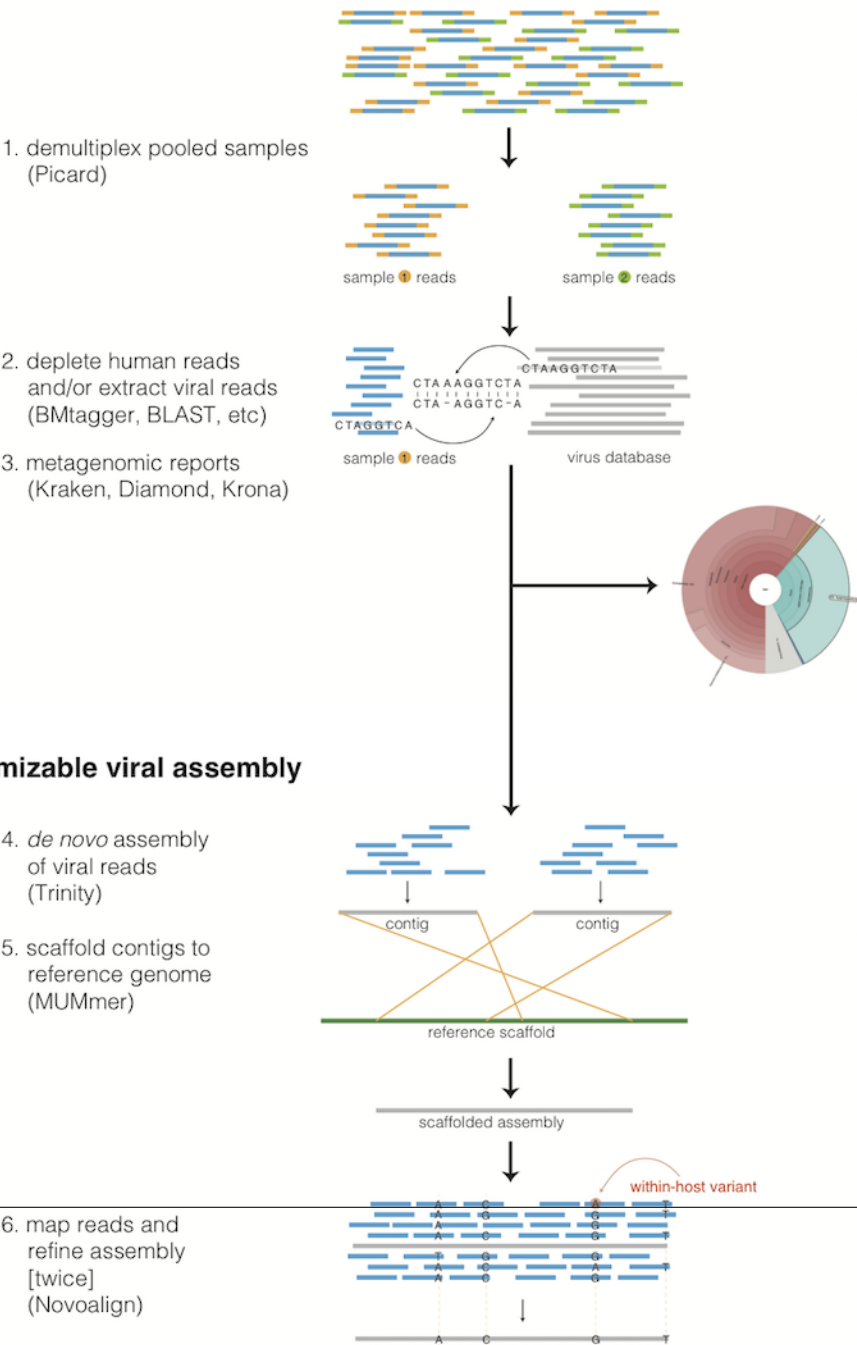 1. demultiplex pooled samples
(Picard)
sample 1 reads
sample 2 reads
2. deplete human reads
and/or extract viral reads
(BMtagger, BLAST, etc)
CTAAGGTCTA
CTAAAGGTCTA
CTA-AGGTC-A
CTAGGTCA
3. metagenomic reports
(Kraken, Diamond, Krona)
sample 1 reads
virus database
mizable viral assembly
4. de novo assembly
of viral reads
(Trinity)
contig
contig
5. scaffold contigs to
reference genome
(MUMmer)
reference scaffold
scaffolded assembly
within-host variant
A C A T
A G G T
A C G
A C G T
6. map reads and
refine assembly
[twice]
(Novoalign)
T G G
A C A T
A C G
A C G T